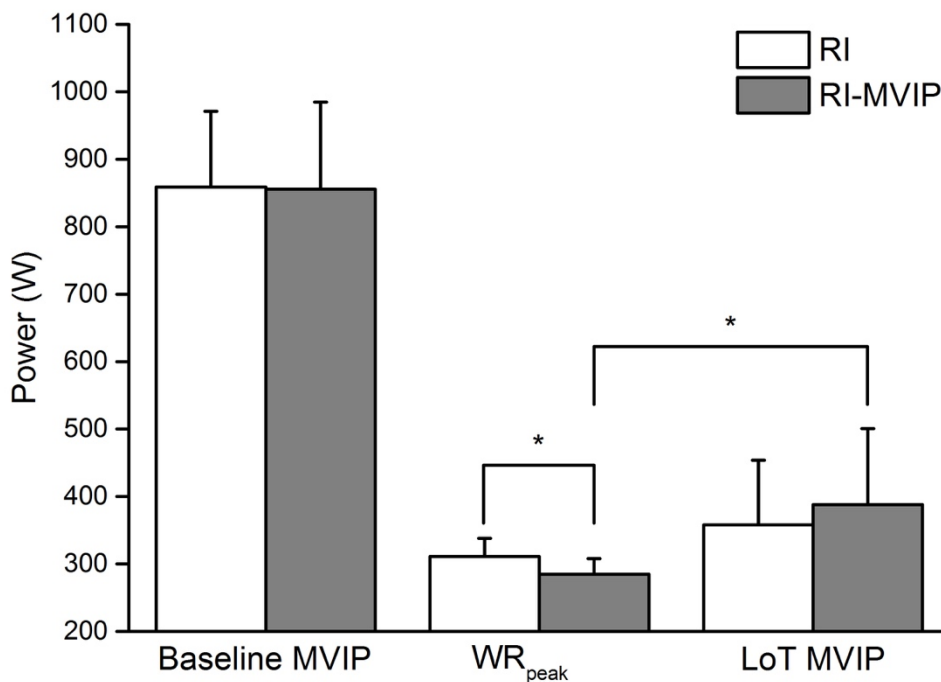 1100
1000
900
800
700
600
500
400
300
200
Power (W)
RI
RI-MVIP
*
*
Baseline MVIP
WRpeak
LoT MVIP